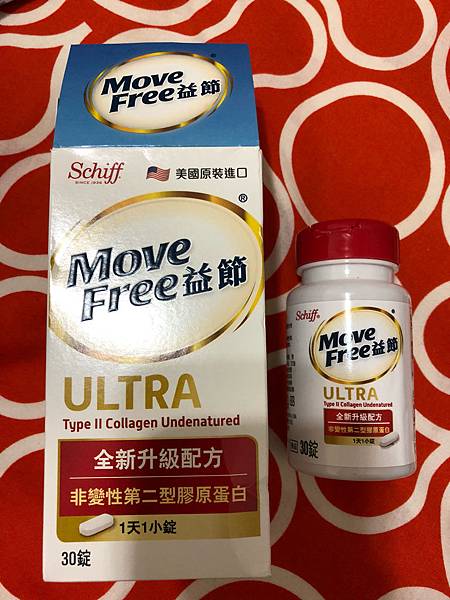 Move
Free益節
Schiff
SINCE 1936
美國原裝進口
®
Move
Free益節
ULTRA
Type II Collagen Undenatured
全新升級配方
非變性第二型膠原蛋白
1天1小錠
30錠
Schiff
Move
Free益節
ULTRA
Type II Collagen Undenatured
全新升級配方
非變性第二型膠原蛋白
1天1小錠
30錠